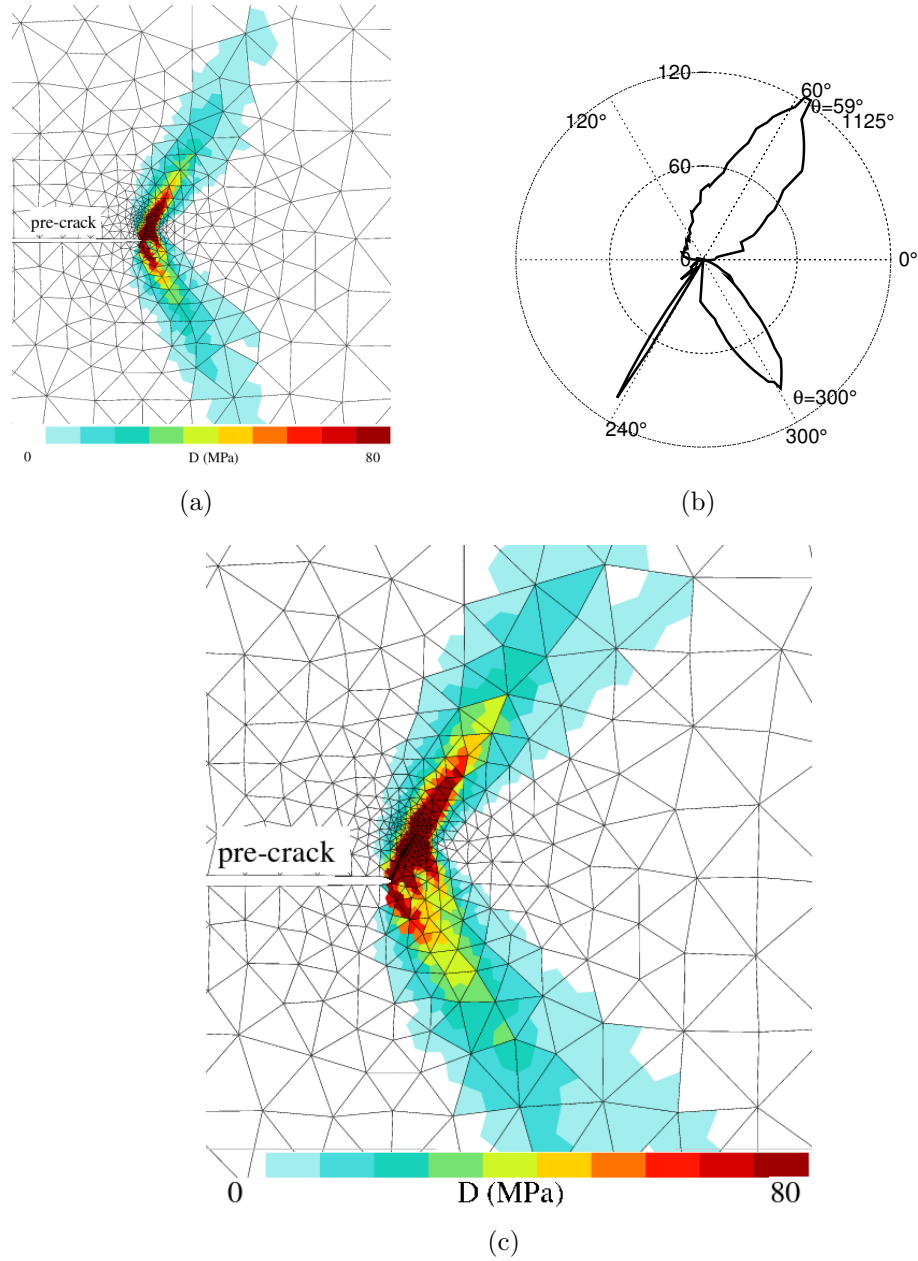 pre-crack
0 D (MPa) 80
(a)
120
60°
θ=59°
120°
1125°
60
0
0°
θ=300°
240°
300°
(b)
pre-crack
0 D (MPa) 80
(c)